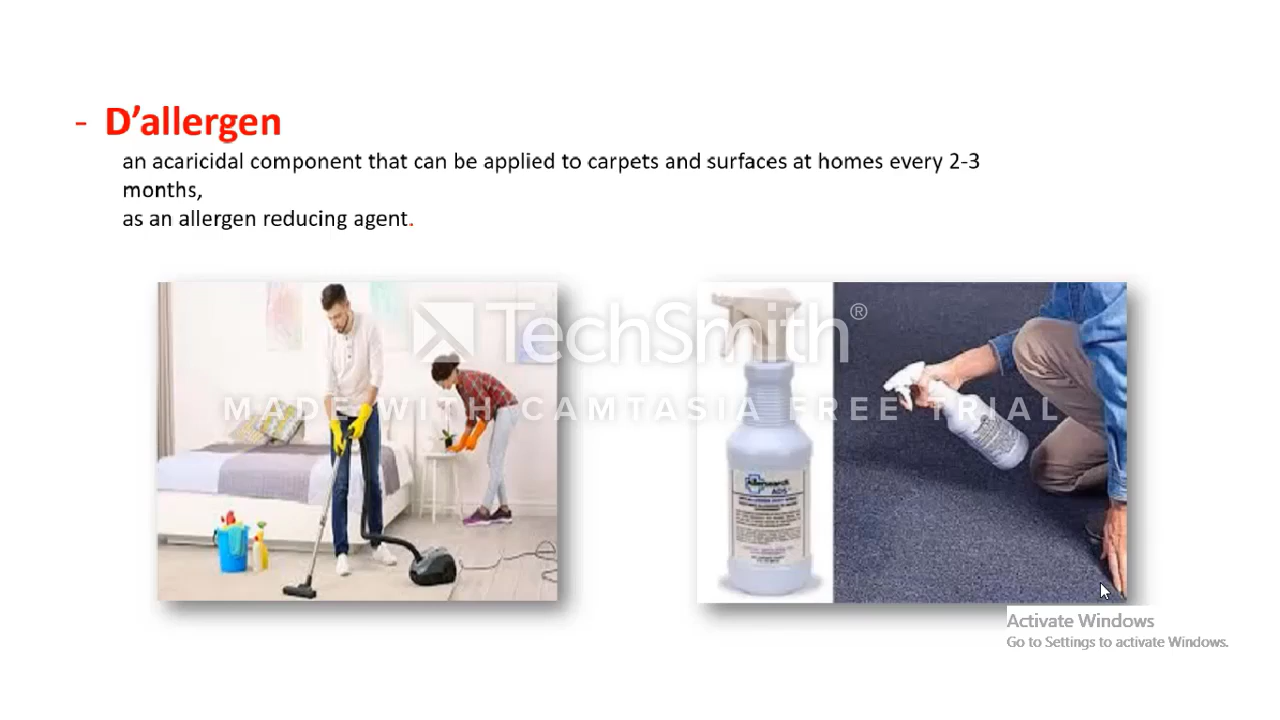 - D’allergen
an acaricidal component that can be applied to carpets and surfaces at homes every 2-3
months,
as an allergen reducing agent.
TechSmith®
MADE WITH CAMTASIA FREE TRIAL
ADS
Activate Windows
Go to Settings to activate Windows.